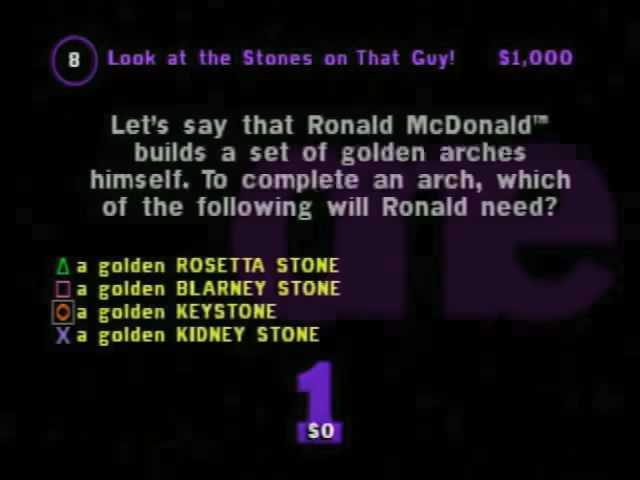 8 Look at the Stones on That Guy! $1,000
Let's say that Ronald McDonald™
builds a set of golden arches
himself. To complete an arch, which
of the following will Ronald need?
Δ a golden ROSETTA STONE
□ a golden BLARNEY STONE
O a golden KEYSTONE
X a golden KIDNEY STONE
1
$0